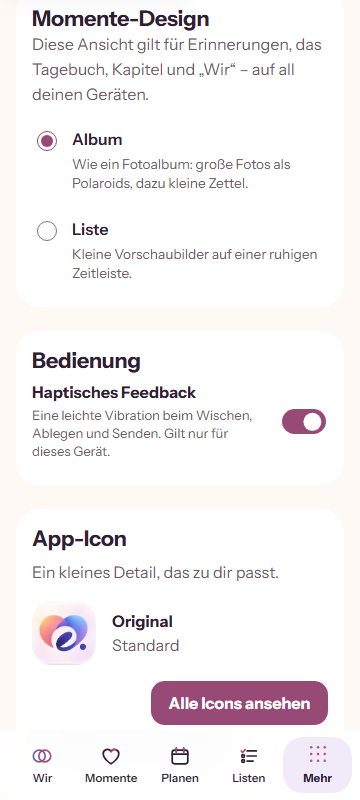 Momente-Design
Diese Ansicht gilt für Erinnerungen, das
Tagebuch, Kapitel und „Wir“ – auf all
deinen Geräten.
Album
Wie ein Fotoalbum: große Fotos als
Polaroids, dazu kleine Zettel.
Liste
Kleine Vorschaubilder auf einer ruhigen
Zeitleiste.
Bedienung
Haptisches Feedback
Eine leichte Vibration beim Wischen,
Ablegen und Senden. Gilt nur für
dieses Gerät.
App-Icon
Ein kleines Detail, das zu dir passt.
Original
Standard
Alle Icons ansehen
Wir
Momente
Planen
Listen
Mehr